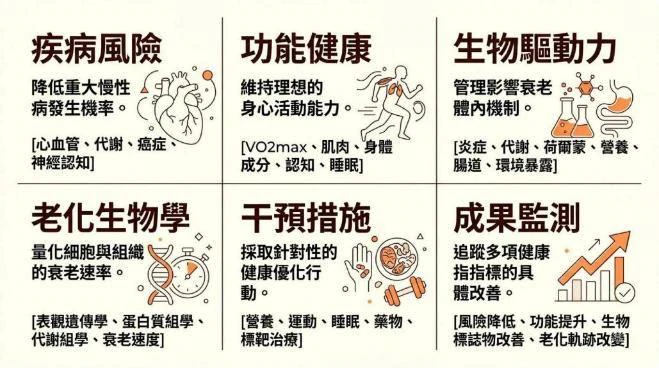 疾病風險
降低重大慢性
病發生機率。
[心血管、代謝、癌症、
神經認知]
功能健康
維持理想的
身心活動能力。
[VO2max、肌肉、身體
成分、認知、睡眠]
生物驅動力
管理影響衰老
體內機制。
[炎症、代謝、荷爾蒙、營養、
腸道、環境暴露]
老化生物學
量化細胞與組織
的衰老速率。
[表觀遺傳學、蛋白質組學、
代謝組學、衰老速度]
干預措施
採取針對性的
健康優化行
動。
[營養、運動、睡眠、藥物、
標靶治療]
成果監測
追蹤多項健康
指指標的具
體改善。
[風險降低、功能提升、生物
標誌物改善、老化軌跡改變]